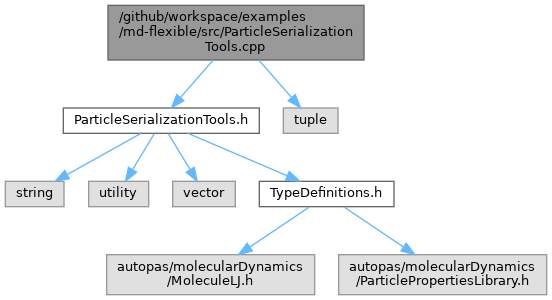 /github/workspace/examples
/md-flexible/src/ParticleSerialization
Tools.cpp
ParticleSerializationTools.h
tuple
string
utility
vector
TypeDefinitions.h
autopas/molecularDynamics
/MoleculeLJ.h
autopas/molecularDynamics
/ParticlePropertiesLibrary.h